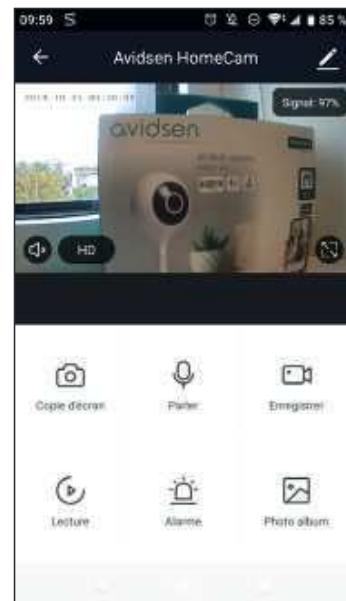 09:59 85 %
Avidsen HomeCam
Signal: 97%
avidsen
HD
Copie d'écran Parler Enregistrer
Lecture Alarme Photo album